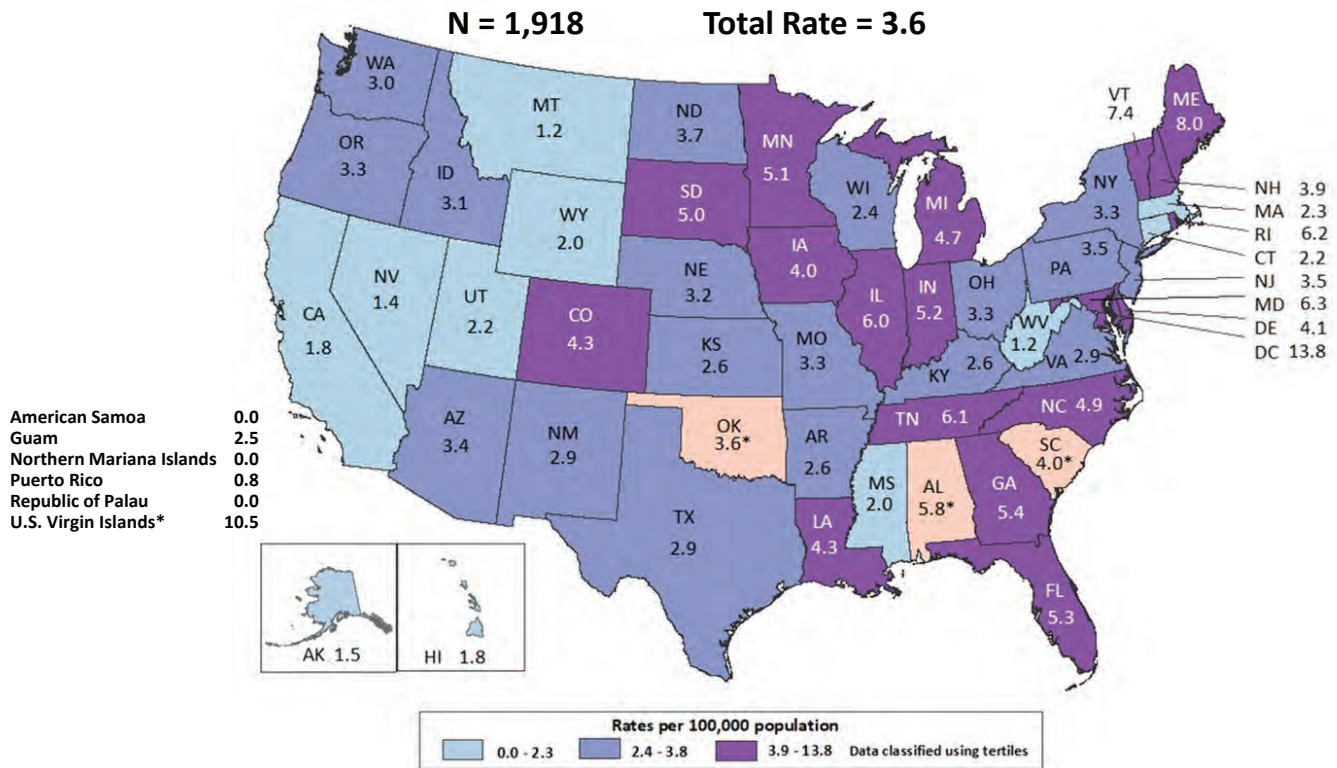 N = 1,918 Total Rate = 3.6
WA
3.0
MT
1.2
ND
3.7
MN
5.1
VT
7.4
ME
8.0
OR
3.3
ID
3.1
SD
5.0
WI
2.4
MI
4.7
NY
3.3
WY
2.0
IA
4.0
NE
3.2
PA
3.5
NH 3.9
MA 2.3
RI 6.2
CT 2.2
NJ 3.5
MD 6.3
DE 4.1
DC 13.8
NV
1.4
UT
2.2
CA
1.8
CO
4.3
KS
2.6
MO
3.3
IL
6.0
IN
5.2
OH
3.3
WV
1.2
VA 2.9
KY 2.6
AZ
3.4
NM
2.9
OK
3.6*
AR
2.6
TN 6.1
NC 4.9
SC
4.0*
MS
2.0
AL
5.8*
GA
5.4
TX
2.9
LA
4.3
FL
5.3
American Samoa 0.0
Guam 2.5
Northern Mariana Islands 0.0
Puerto Rico 0.8
Republic of Palau 0.0
U.S. Virgin Islands* 10.5
AK 1.5
HI 1.8
Rates per 100,000 population
0.0 - 2.3 2.4 - 3.8 3.9 - 13.8 Data classified using tertiles